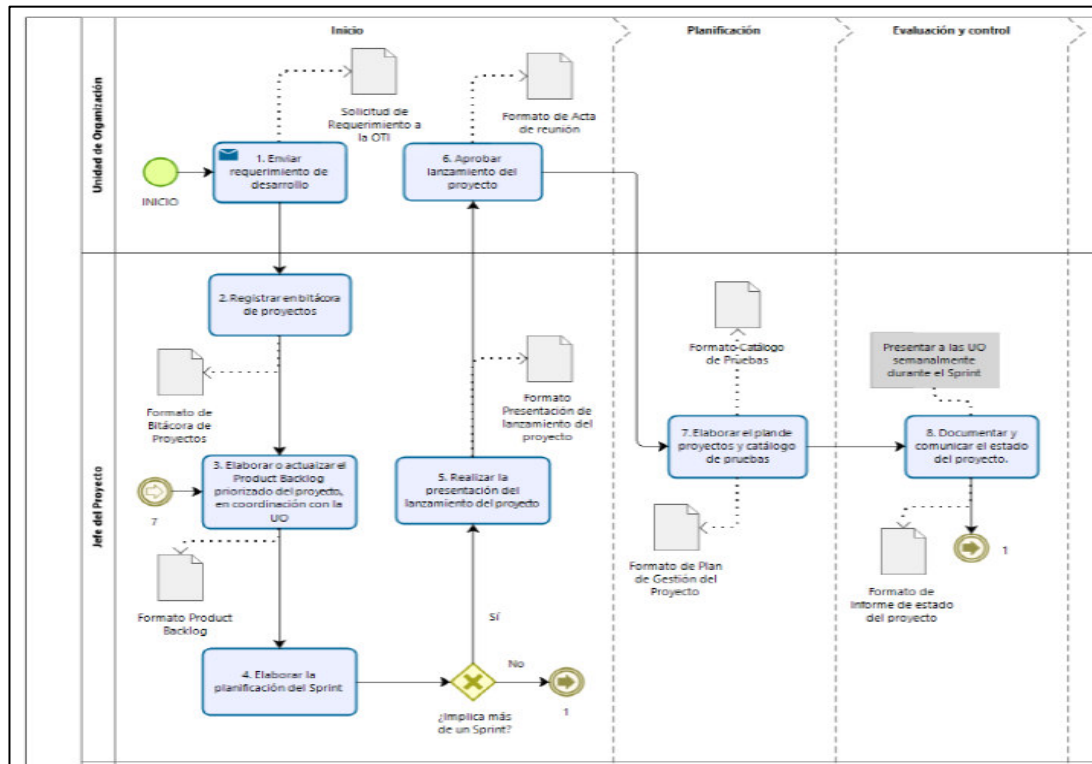 Inicio
Planificación
Evaluación y control
Unidad de Organización
Solicitud de
Requerimiento a
la OTI
Formato de Acta
de reunión
1. Enviar
requerimiento de
desarrollo
6. Aprobar
lanzamiento del
proyecto
INICIO
Jefe del Proyecto
2. Registrar en bitácora
de proyectos
Formato de
Bitácora de
Proyectos
Formato
Presentación de
lanzamiento del
proyecto
Formato Catálogo
de Pruebas
Presentar a las UO
semanalmente
durante el Sprint
3. Elaborar o actualzar el
Product Backlog
priorizado del proyecto,
en coordinación con la
UO
7
5. Realizar la
presentación del
lanzamiento del proyecto
7. Elaborar el plan de
proyectos y catálogo
de pruebas
8. Documentar y
comunicar el estado
del proyecto.
Formato Product
Backlog
Formato de Plan
de Gestión del
Proyecto
1
Formato de
Informe de estado
del proyecto
Sí
4. Elaborar la
planificación del Sprint
No
1
¿Implica más
de un Sprint?